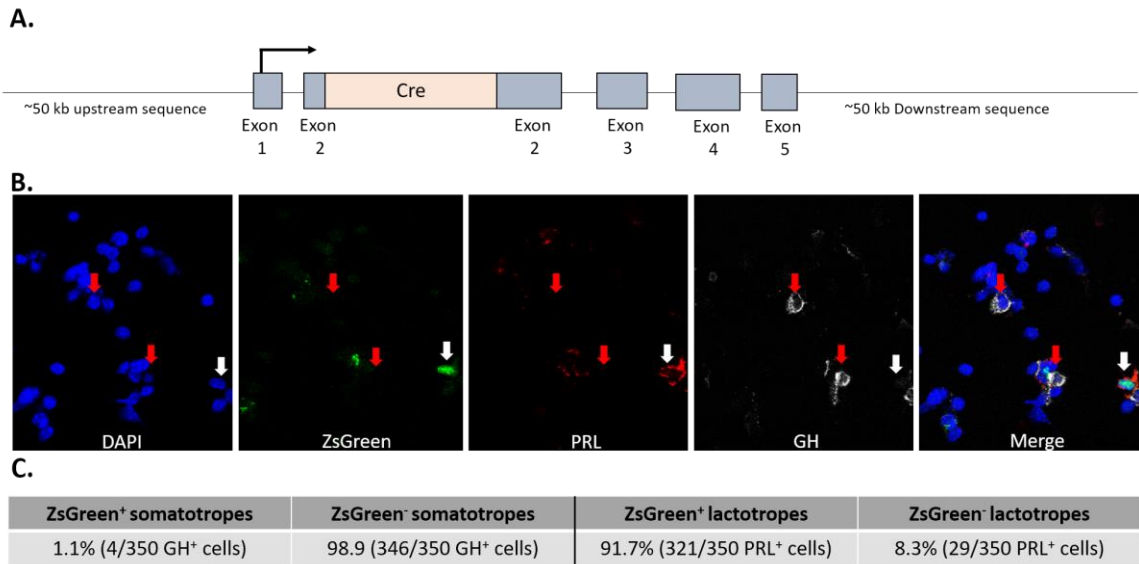 A.
Cre
~50 kb upstream sequence
~50 kb Downstream sequence
Exon Exon Exon Exon Exon Exon
1 2 2 3 4 5
B.
DAPI ZsGreen PRL GH Merge
C.
ZsGreen+ somatotropes ZsGreen- somatotropes ZsGreen+ lactotropes ZsGreen- lactotropes
1.1% (4/350 GH+ cells) 98.9 (346/350 GH+ cells) 91.7% (321/350 PRL+ cells) 8.3% (29/350 PRL+ cells)